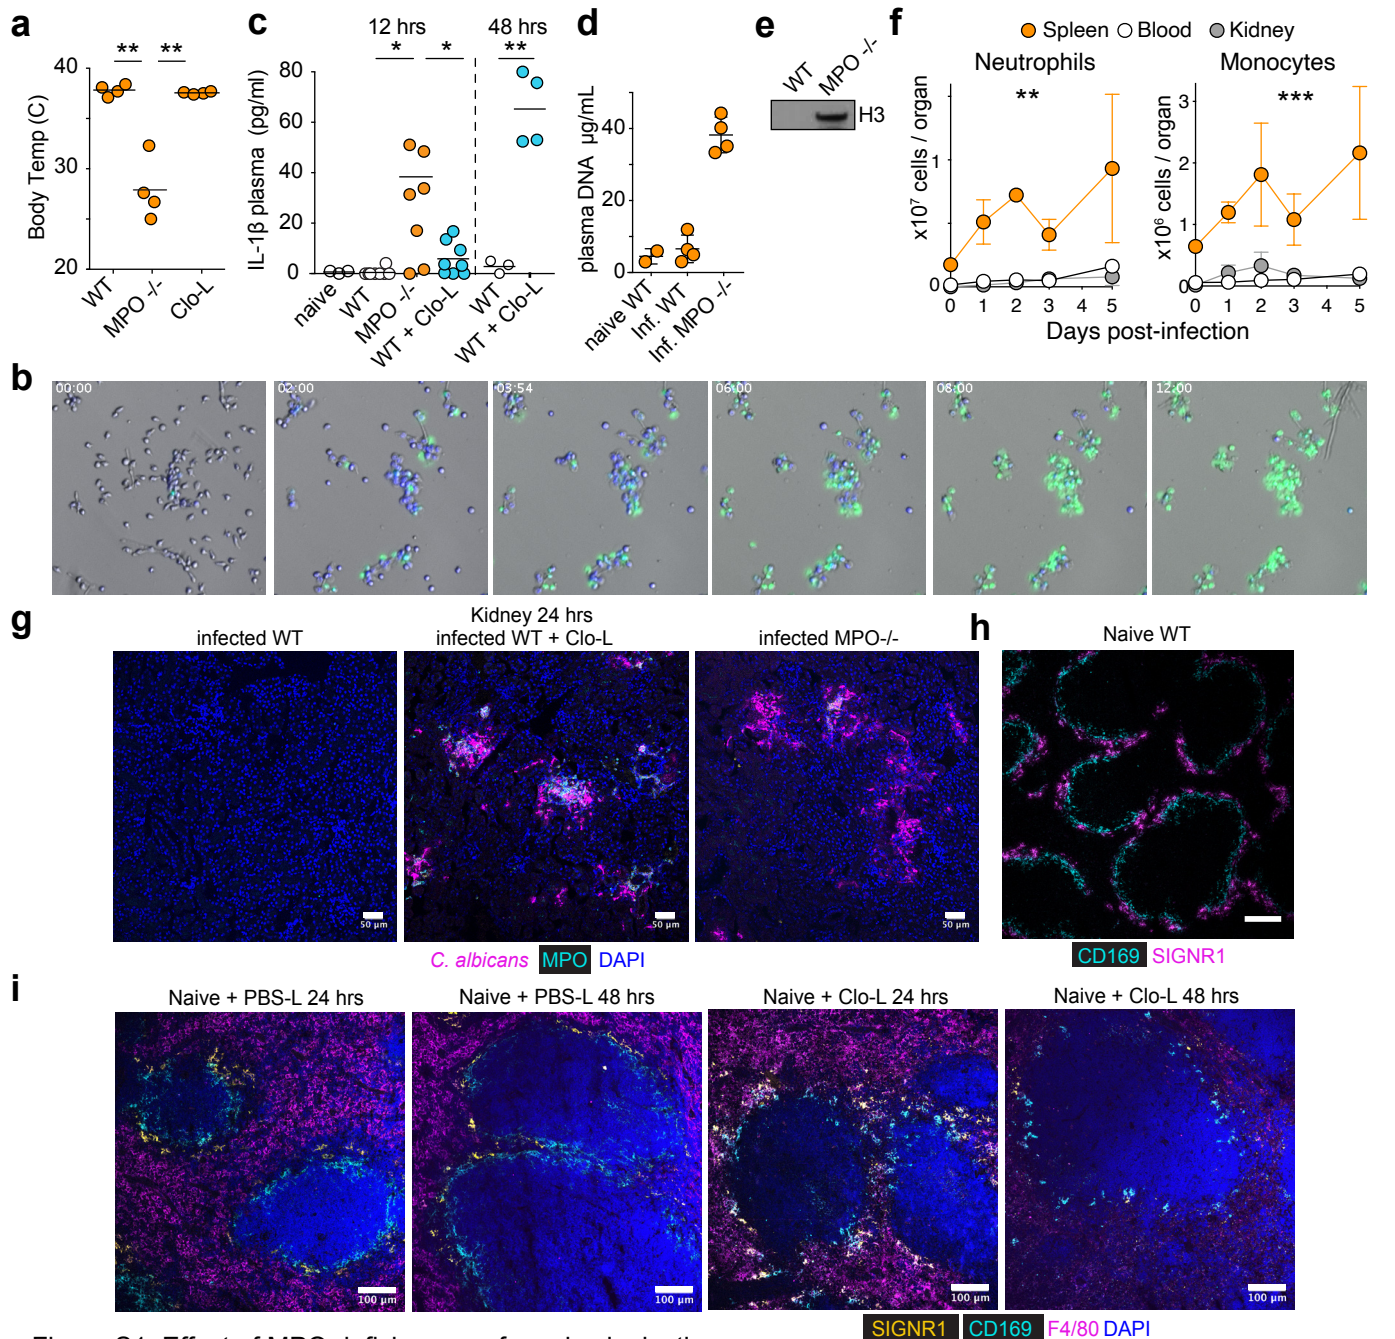 a
**
**
Body Temp (C)
40
30
20
WT
MPO -/-
Clo-L
c
12 hrs
48 hrs
*
*
**
IL-1β plasma (pg/ml)
80
60
40
20
0
naive
WT
MPO -/-
WT + Clo-L
WT
WT + Clo-L
d
plasma DNA µg/mL
40
20
0
naive WT
Inf. WT
Inf. MPO -/-
e
WT
MPO -/-
H3
f
Spleen
Blood
Kidney
Neutrophils
**
x10⁷ cells / organ
1
0
0 1 2 3 4 5
Monocytes
***
x10⁶ cells / organ
3
2
1
0
0 1 2 3 4 5
Days post-infection
b
00:00
02:00
03:54
06:00
08:00
12:00
g
Kidney 24 hrs
infected WT
infected WT + Clo-L
infected MPO-/-
50 µm
50 µm
50 µm
C. albicans MPO DAPI
h
Naive WT
CD169 SIGNR1
i
Naive + PBS-L 24 hrs
Naive + PBS-L 48 hrs
Naive + Clo-L 24 hrs
Naive + Clo-L 48 hrs
100 µm
100 µm
100 µm
100 µm
SIGNR1 CD169 F4/80 DAPI